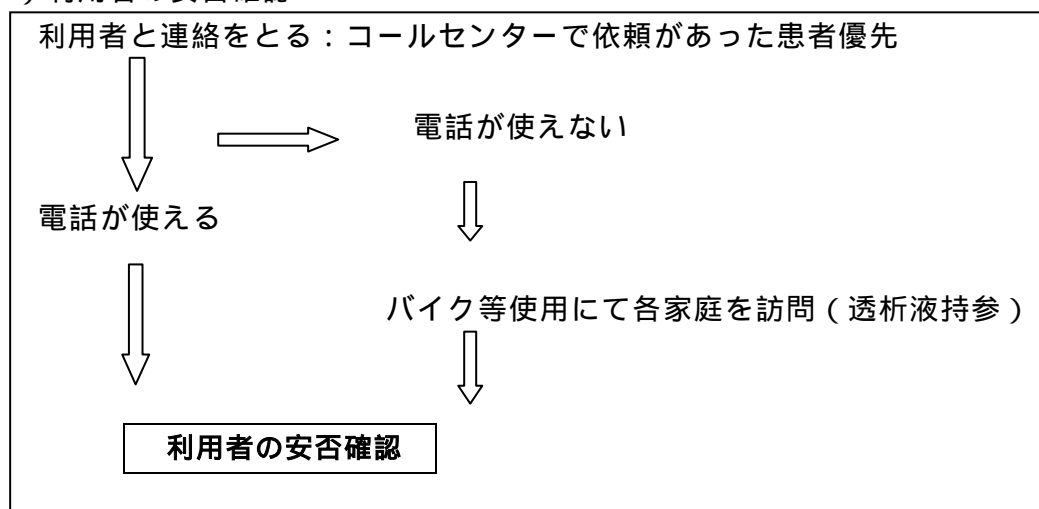 利用者と連絡をとる：コールセンターで依頼があった患者優先
電話が使えない
電話が使える
バイク等使用にて各家庭を訪問（透析液持参）
利用者の安否確認